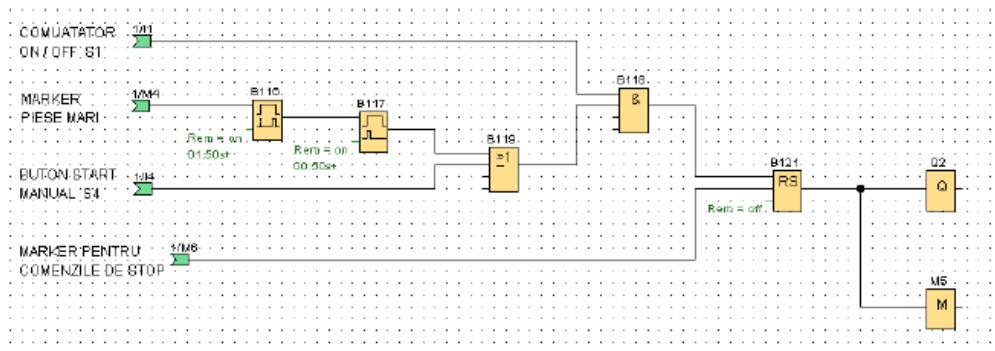 COMUATATOR
ON / OFF S1
1/I1
B118
&
MARKER
PIESE MARI
1/M4
B116
Rem = on
01:50s+
B117
Rem = on
00:50s+
B119
≥1
BUTON START
MANUAL S4
1/I4
B121
RS
Rem = off
Q2
Q
MARKER PENTRU
COMENZILE DE STOP
1/M6
M5
M